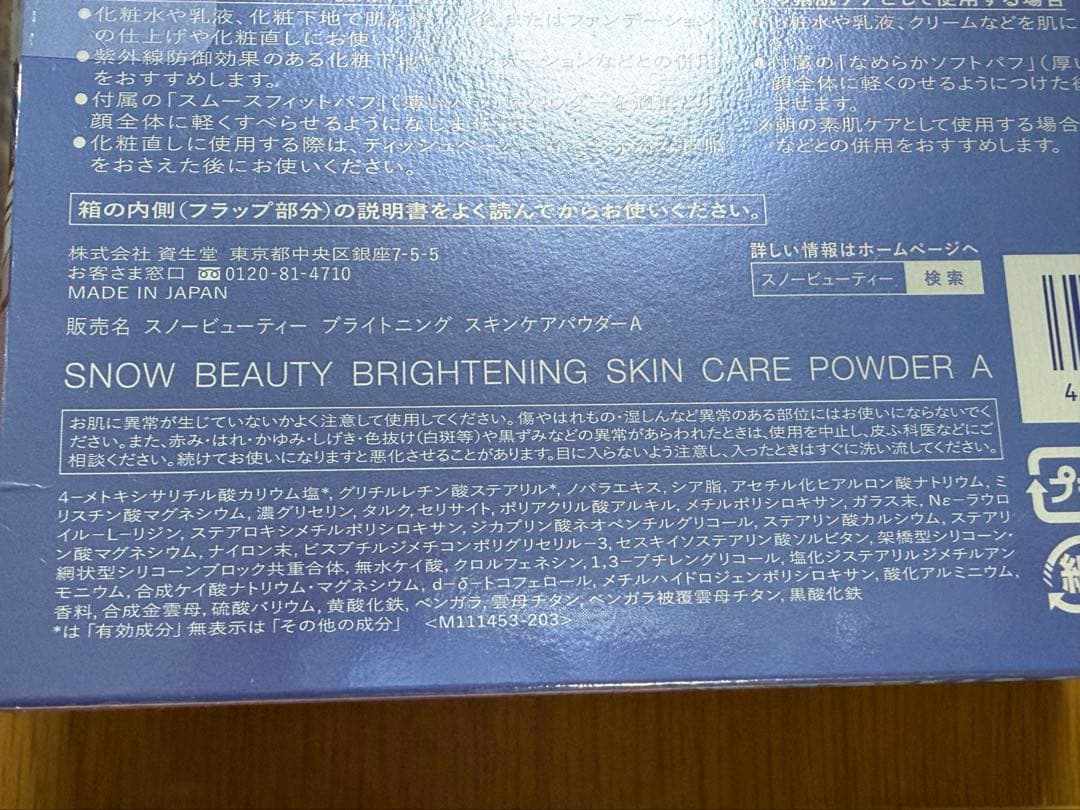 ●化粧水や乳液、化粧下地で肌を
の仕上げや化粧直しにお使いくだ
●紫外線防御効果のある化粧下地や
をおすすめします。
●付属の「スムースフィットパフ」
顔全体に軽くすべらせるようになじませます。
●化粧直しに使用する際は、ティッシュペーパー
をおさえた後にお使いください。
素肌ケアとして使用する場合
●化粧水や乳液、クリームなどを肌に
●付属の「なめらかソフトパフ」(厚い
顔全体に軽くのせるようにつけた後
ませます。
※朝の素肌ケアとして使用する場合
などとの併用をおすすめします。
箱の内側(フラップ部分)の説明書をよく読んでからお使いください。
株式会社 資生堂 東京都中央区銀座7-5-5
お客さま窓口 0120-81-4710
MADE IN JAPAN
詳しい情報はホームページへ
スノービューティー 検索
販売名 スノービューティー ブライトニング スキンケアパウダーA
SNOW BEAUTY BRIGHTENING SKIN CARE POWDER A
4
お肌に異常が生じていないかよく注意して使用してください。傷やはれもの・湿しんなど異常のある部位にはお使いにならないでく
ださい。また、赤み・はれ・かゆみ・しげき・色抜け(白斑等)や黒ずみなどの異常があらわれたときは、使用を中止し、皮ふ科医などにご
相談ください。続けてお使いになりますと悪化させることがあります。目に入らないよう注意し、入ったときはすぐに洗い流してください。
プ
4−メトキシサリチル酸カリウム塩*, グリチルレチン酸ステアリル*, ノバラエキス, シア脂, アセチル化ヒアルロン酸ナトリウム, ミ
リスチン酸マグネシウム, 濃グリセリン, タルク, セリサイト, ポリアクリル酸アルキル, メチルポリシロキサン, ガラス末, Nε−ラウロ
イル−L−リジン, ステアロキシメチルポリシロキサン, ジカプリン酸ネオペンチルグリコール, ステアリン酸カルシウム, ステアリ
ン酸マグネシウム, ナイロン末, ビスブチルジメチコンポリグリセリル−3, セスキイソステアリン酸ソルビタン, 架橋型シリコーン・
網状型シリコーンブロック共重合体, 無水ケイ酸, クロルフェネシン, 1,3−ブチレングリコール, 塩化ジステアリルジメチルアン
モニウム, 合成ケイ酸ナトリウム・マグネシウム, d−δ−トコフェロール, メチルハイドロジェンポリシロキサン, 酸化アルミニウム,
香料, 合成金雲母, 硫酸バリウム, 黄酸化鉄, ベンガラ, 雲母チタン, ベンガラ被覆雲母チタン, 黒酸化鉄
*は「有効成分」無表示は「その他の成分」 <M111453-203>